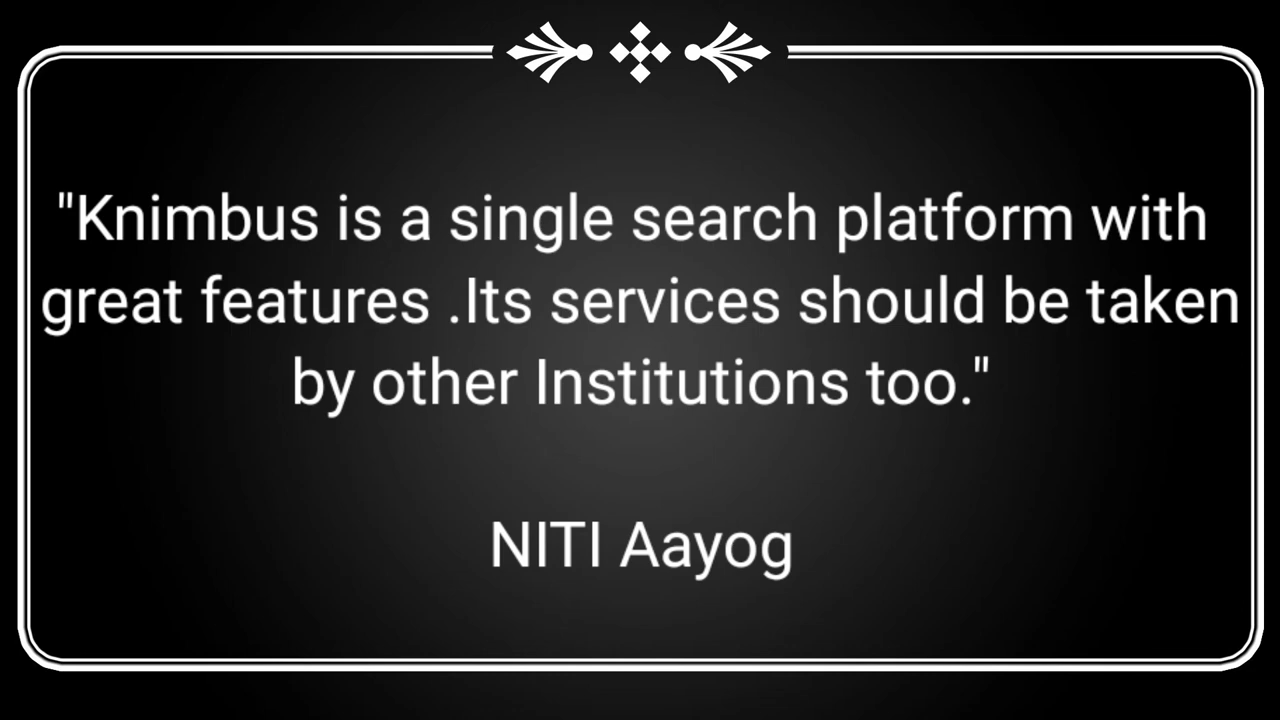 "Knimbus is a single search platform with
great features .Its services should be taken
by other Institutions too."
NITI Aayog